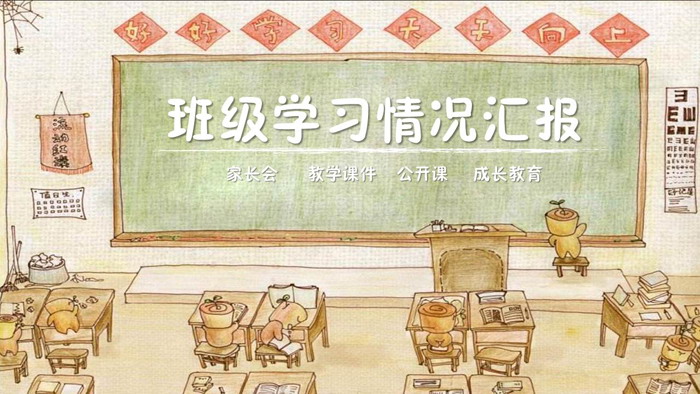 好好学习天天向上
班级学习情况汇报
家长会 教学课件 公开课 成长教育
流动红旗
值日生: